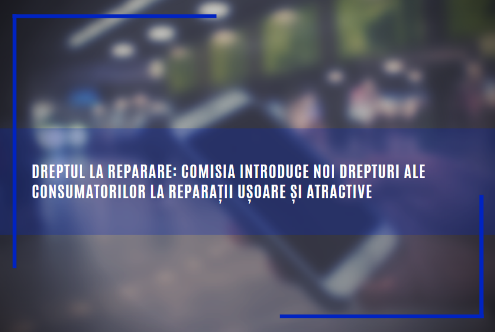 DREPTUL LA REPARARE: COMISIA INTRODUCE NOI DREPTURI ALE
CONSUMATORILOR LA REPARAȚII UȘOARE ȘI ATRACTIVE